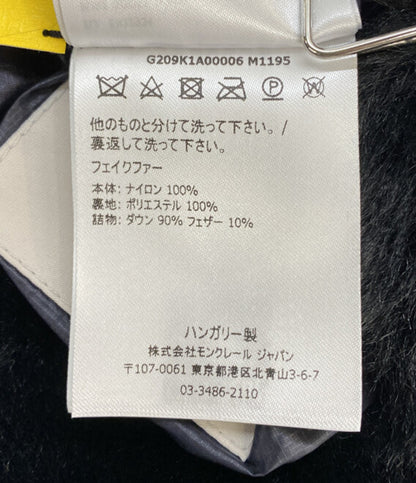 G209K1A00006 M1195
P
W
他のものと分けて洗って下さい。/
裏返して洗って下さい。
フェイクファー
本体: ナイロン 100%
裏地: ポリエステル 100%
詰物: ダウン 90% フェザー 10%
ハンガリー製
株式会社モンクレール ジャパン
〒107-0061 東京都港区北青山3-6-7
03-3486-2110